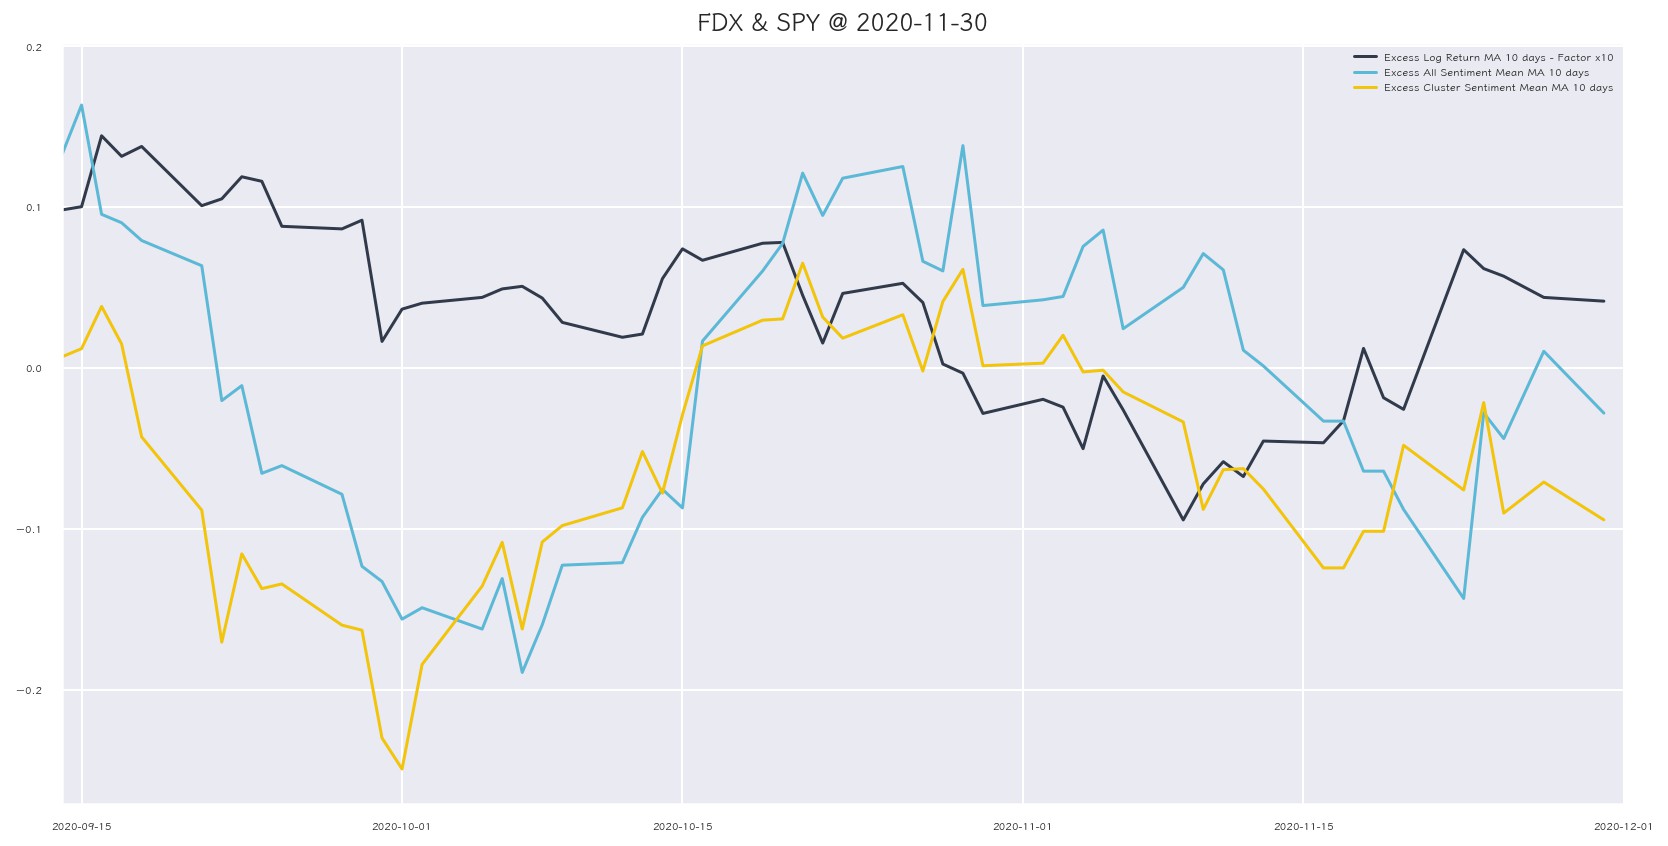 FDX & SPY @ 2020-11-30
Excess Log Return MA 10 days - Factor x10
Excess All Sentiment Mean MA 10 days
Excess Cluster Sentiment Mean MA 10 days
0.2
0.1
0.0
−0.1
−0.2
2020-09-15
2020-10-01
2020-10-15
2020-11-01
2020-11-15
2020-12-01